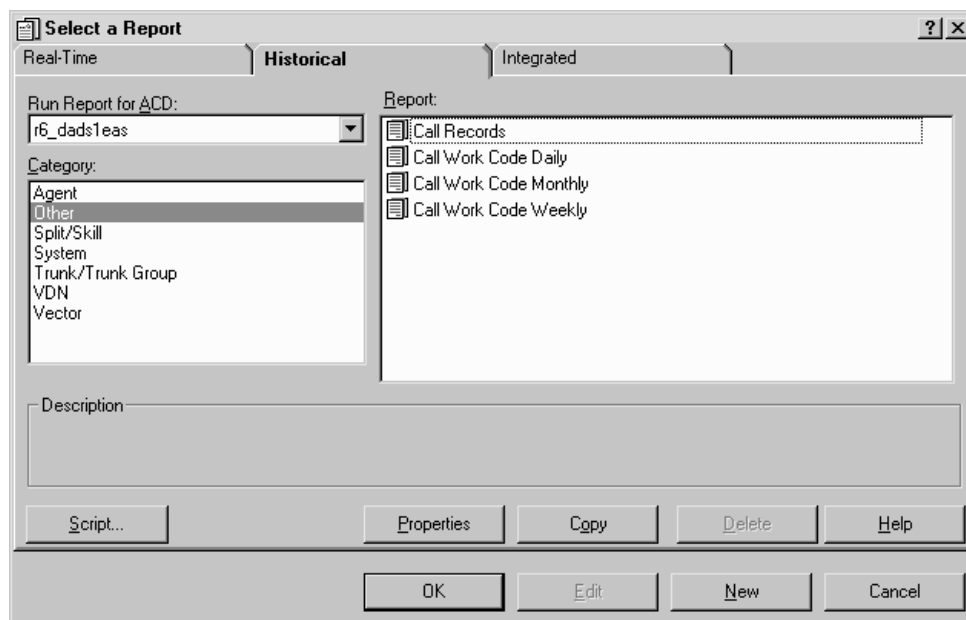 Select a Report
Real-Time
Historical
Integrated
Run Report for ACD:
r6_dads1eas
Category:
Agent
Other
Split/Skill
System
Trunk/Trunk Group
VDN
Vector
Report:
Call Records
Call Work Code Daily
Call Work Code Monthly
Call Work Code Weekly
Description
Script...
Properties
Copy
Delete
Help
OK
Edit
New
Cancel